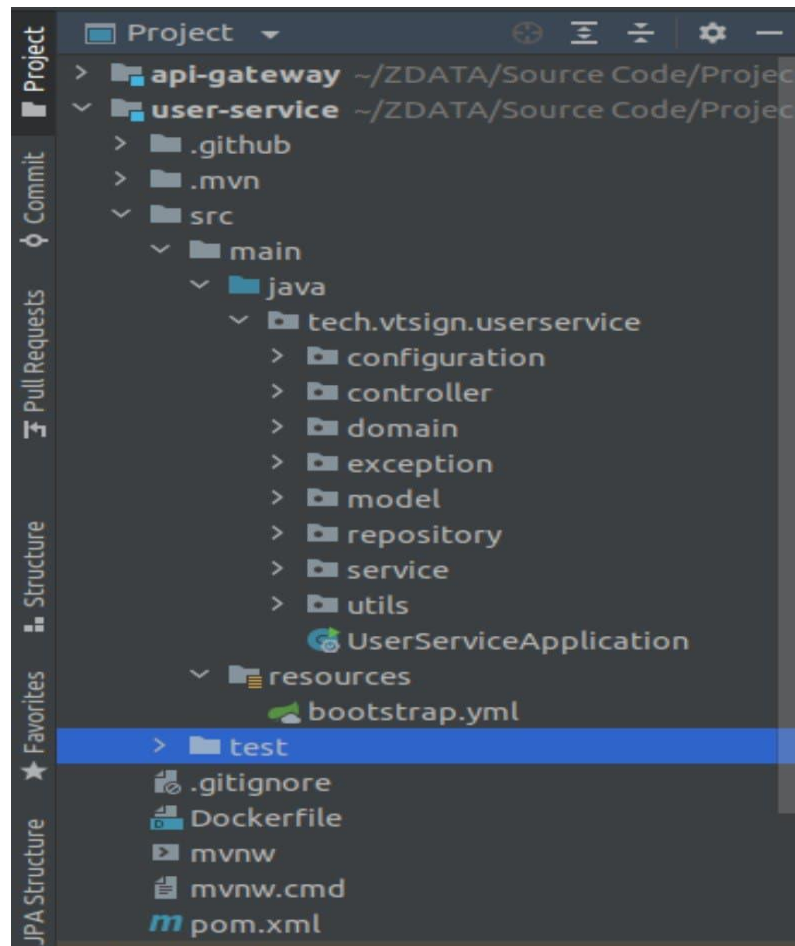 Project
Commit
Pull Requests
Structure
Favorites
JPA Structure
Project
api-gateway ~/ZDATA/Source Code/Projec
user-service ~/ZDATA/Source Code/Projec
.github
.mvn
src
main
java
tech.vtsign.userservice
configuration
controller
domain
exception
model
repository
service
utils
UserServiceApplication
resources
bootstrap.yml
test
.gitignore
Dockerfile
mvnw
mvnw.cmd
pom.xml